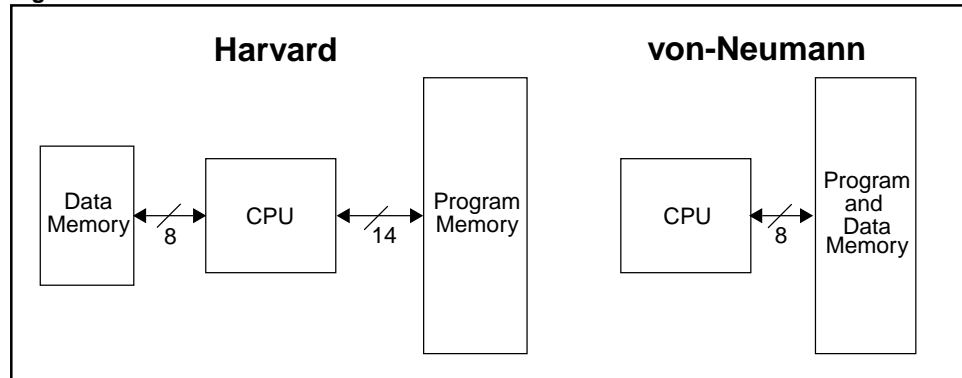 Harvard
von-Neumann
Data
Memory
8
CPU
14
Program
Memory
CPU
8
Program
and
Data
Memory